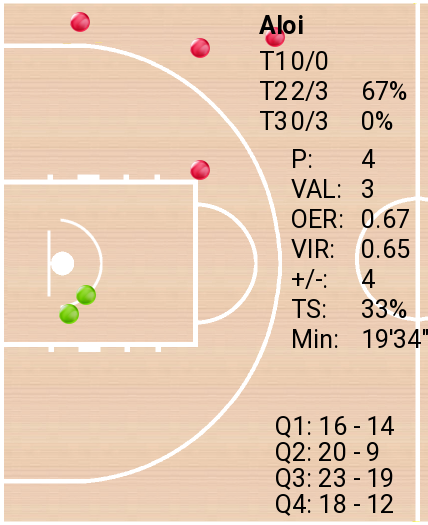 Aloi
T1 0/0
T2 2/3 67%
T3 0/3 0%
P: 4
VAL: 3
OER: 0.67
VIR: 0.65
+/-: 4
TS: 33%
Min: 19'34"
Q1: 16 - 14
Q2: 20 - 9
Q3: 23 - 19
Q4: 18 - 12